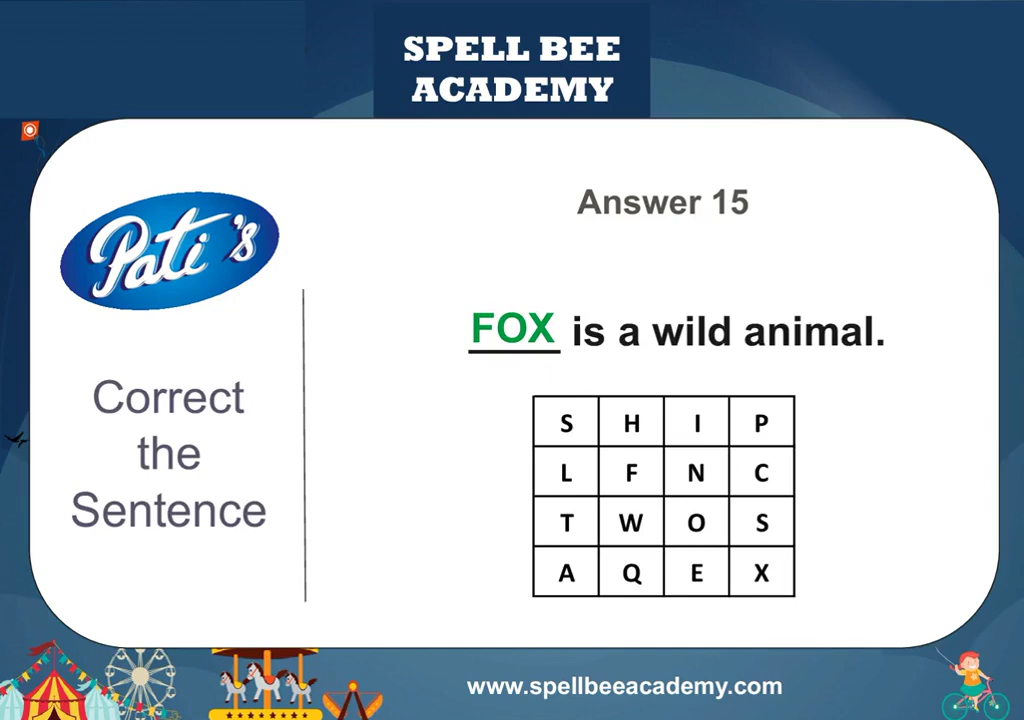 SPELL BEE
ACADEMY
Pati's
Answer 15
FOX is a wild animal.
Correct
the
Sentence
S H I P
L F N C
T W O S
A Q E X
www.spellbeeacademy.com